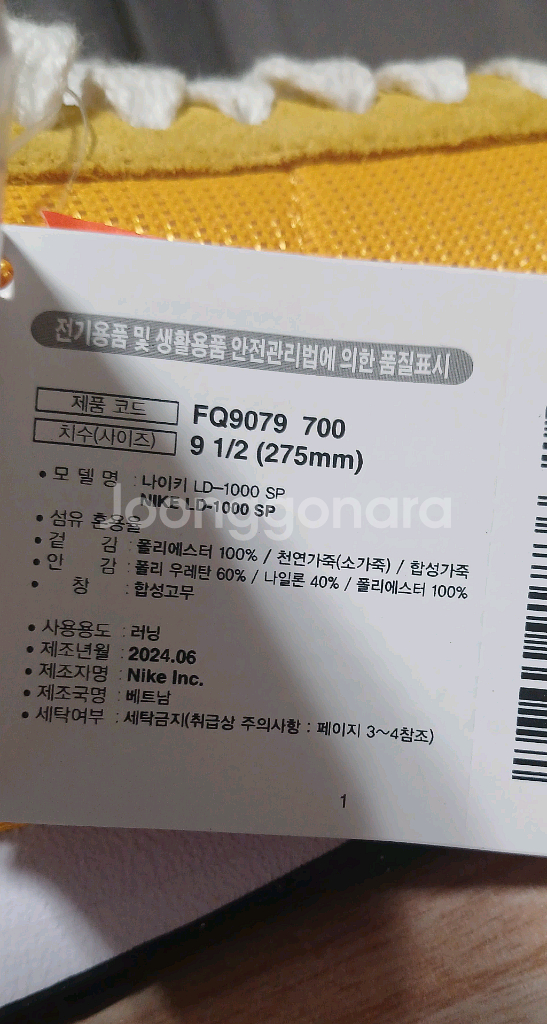 전기용품 및 생활용품 안전관리법에 의한 품질표시
제품 코드 FQ9079 700
치수(사이즈) 9 1/2 (275mm)
• 모 델 명 : 나이키 LD-1000 SP
NIKE LD-1000 SP
joonggonara
• 섬유 혼용율
• 겉 감 : 폴리에스터 100% / 천연가죽(소가죽) / 합성가죽
• 안 감 : 폴리 우레탄 60% / 나일론 40% / 폴리에스터 100%
• 창 : 합성고무
• 사용용도 : 러닝
• 제조년월 : 2024.06
• 제조자명 : Nike Inc.
• 제조국명 : 베트남
• 세탁여부 : 세탁금지(취급상 주의사항 : 페이지 3~4참조)
1